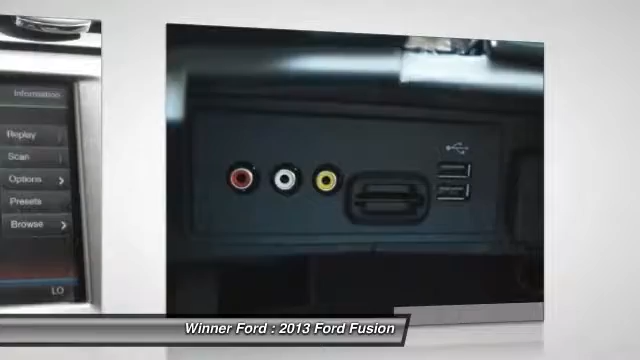 Information
Replay
Scan
Options
Presets
Browse
LO
Winner Ford : 2013 Ford Fusion